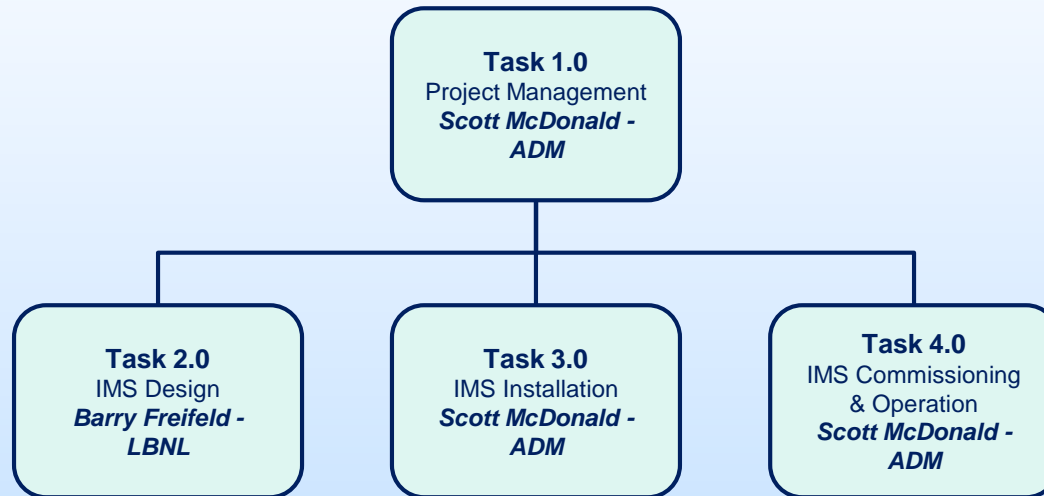 Task 1.0
Project Management
Scott McDonald -
ADM
Task 2.0
IMS Design
Barry Freifeld -
LBNL
Task 3.0
IMS Installation
Scott McDonald -
ADM
Task 4.0
IMS Commissioning
& Operation
Scott McDonald -
ADM